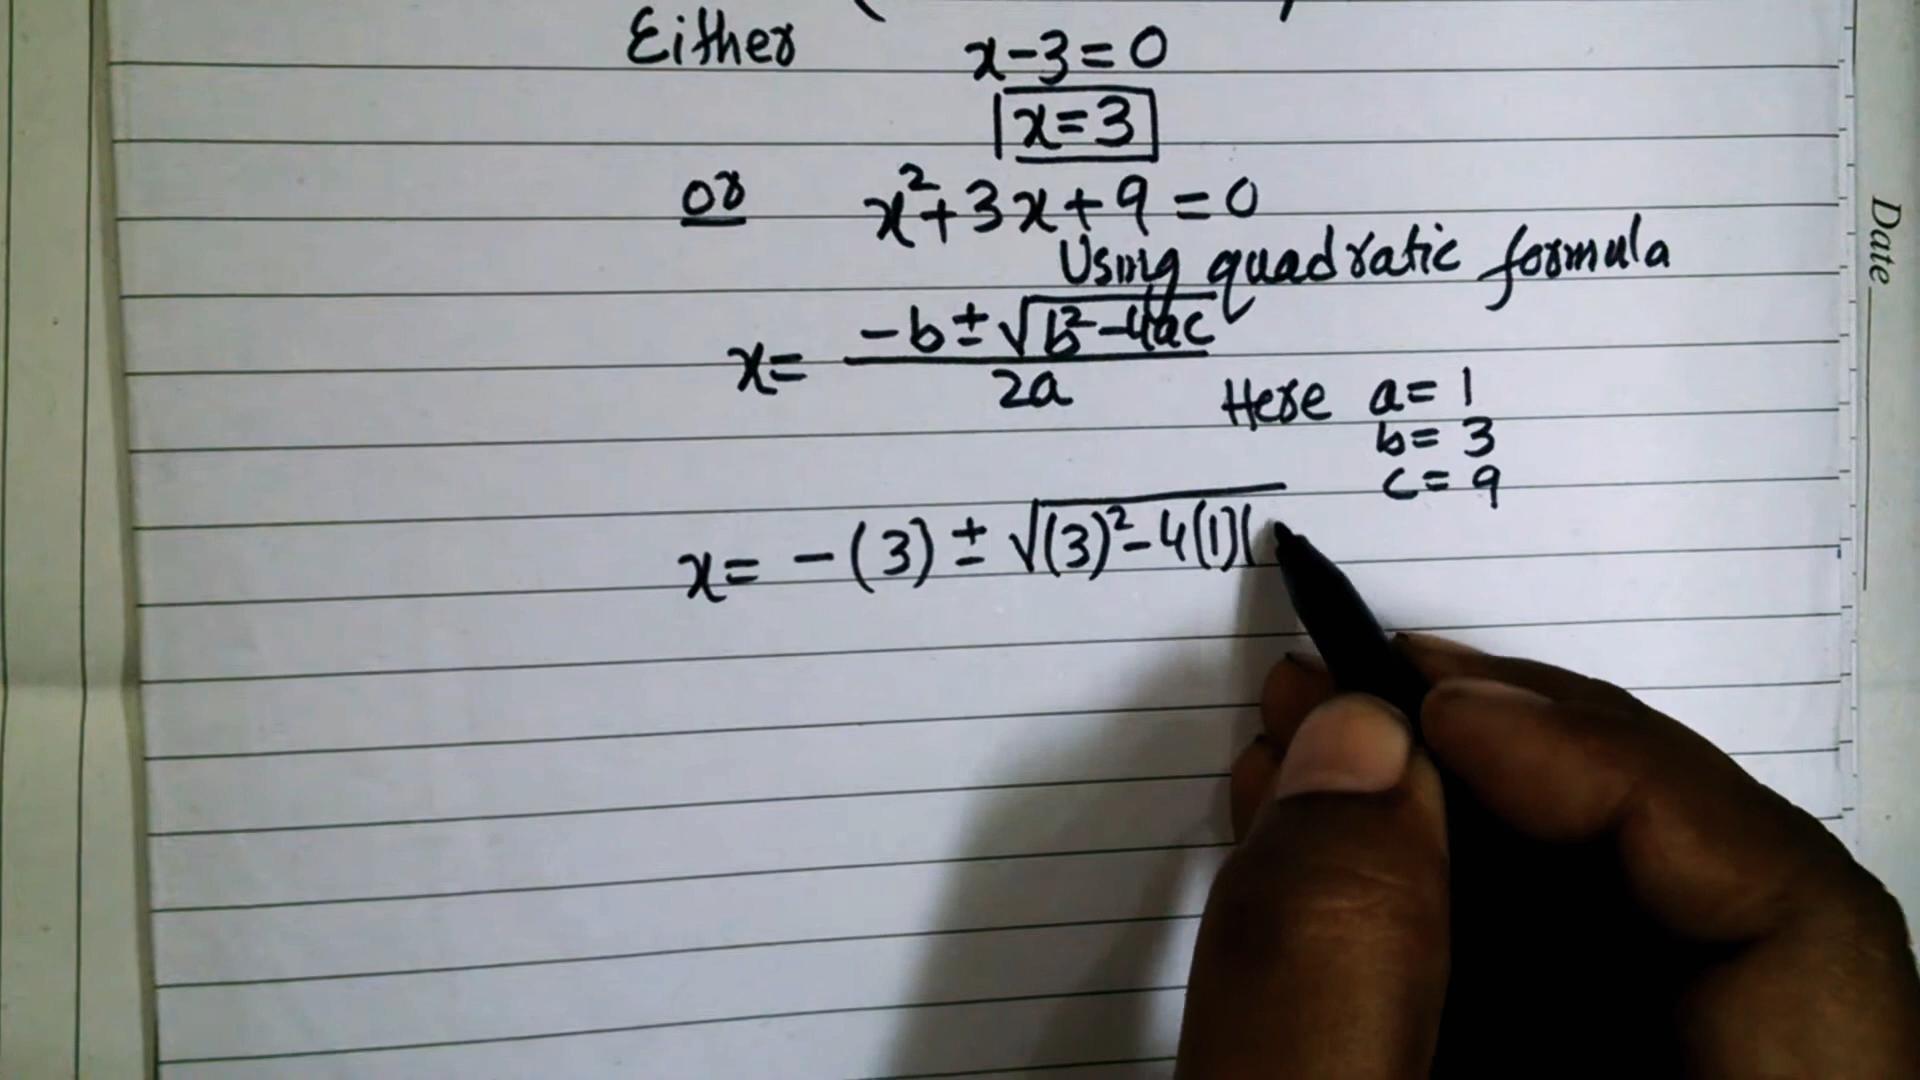 Either x-3=0
x=3
or x²+3x+9=0
Using quadratic formula
x= -b±√b²-4ac
2a
Here a=1
b=3
c=9
x= -(3)±√(3)²-4(1)(
Date